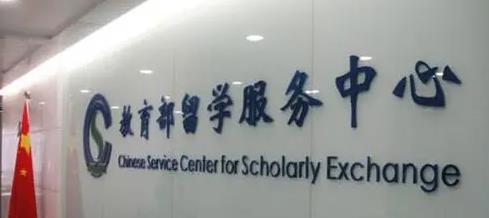 教育部留学服务中心
Chinese Service Center for Scholarly Exchange